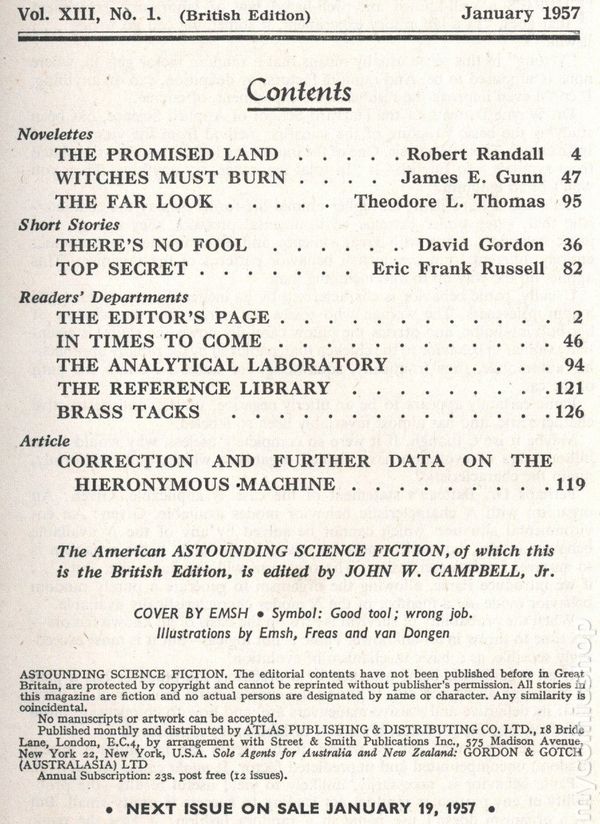 Vol. XIII, No. 1. (British Edition) January 1957
Contents
Novelettes
THE PROMISED LAND . . . . . Robert Randall 4
WITCHES MUST BURN . . . . James E. Gunn 47
THE FAR LOOK . . . . . Theodore L. Thomas 95
Short Stories
THERE'S NO FOOL . . . . . David Gordon 36
TOP SECRET . . . . . . . Eric Frank Russell 82
Readers' Departments
THE EDITOR'S PAGE . . . . . . . . . . . . 2
IN TIMES TO COME . . . . . . . . . . . . 46
THE ANALYTICAL LABORATORY . . . . . . . 94
THE REFERENCE LIBRARY . . . . . . . . . 121
BRASS TACKS . . . . . . . . . . . . . 126
Article
CORRECTION AND FURTHER DATA ON THE
HIERONYMOUS MACHINE . . . . . . . . 119
The American ASTOUNDING SCIENCE FICTION, of which this
is the British Edition, is edited by JOHN W. CAMPBELL, Jr.
COVER BY EMSH • Symbol: Good tool; wrong job.
Illustrations by Emsh, Freas and van Dongen
ASTOUNDING SCIENCE FICTION. The editorial contents have not been published before in Great
Britain, are protected by copyright and cannot be reprinted without publisher's permission. All stories in
this magazine are fiction and no actual persons are designated by name or character. Any similarity is
coincidental.
No manuscripts or artwork can be accepted.
Published monthly and distributed by ATLAS PUBLISHING & DISTRIBUTING CO. LTD., 18 Bride
Lane, London, E.C.4, by arrangement with Street & Smith Publications Inc., 575 Madison Avenue,
New York 22, New York, U.S.A. Sole Agents for Australia and New Zealand: GORDON & GOTCH
(AUSTRALASIA) LTD
Annual Subscription: 23s. post free (12 issues).
• NEXT ISSUE ON SALE JANUARY 19, 1957 •
mycomicshop